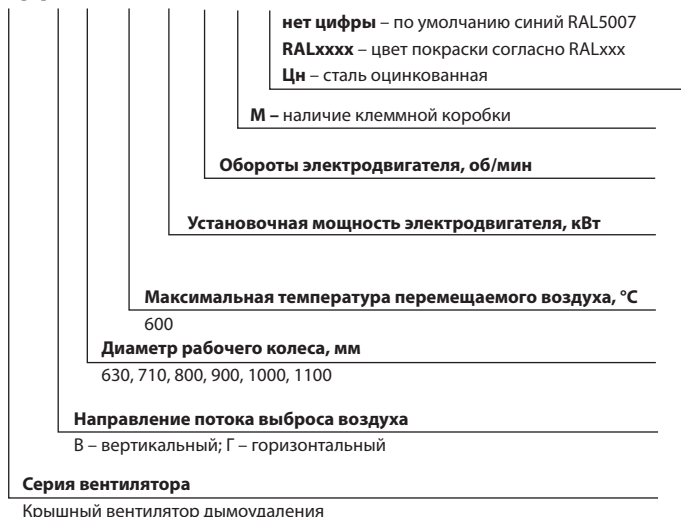 нет цифры – по умолчанию синий RAL5007
RALxxxx – цвет покраски согласно RALxxx
Цн – сталь оцинкованная
М – наличие клеммной коробки
Обороты электродвигателя, об/мин
Установочная мощность электродвигателя, кВт
Максимальная температура перемещаемого воздуха, °С
600
Диаметр рабочего колеса, мм
630, 710, 800, 900, 1000, 1100
Направление потока выброса воздуха
В – вертикальный; Г – горизонтальный
Серия вентилятора
Крышный вентилятор дымоудаления